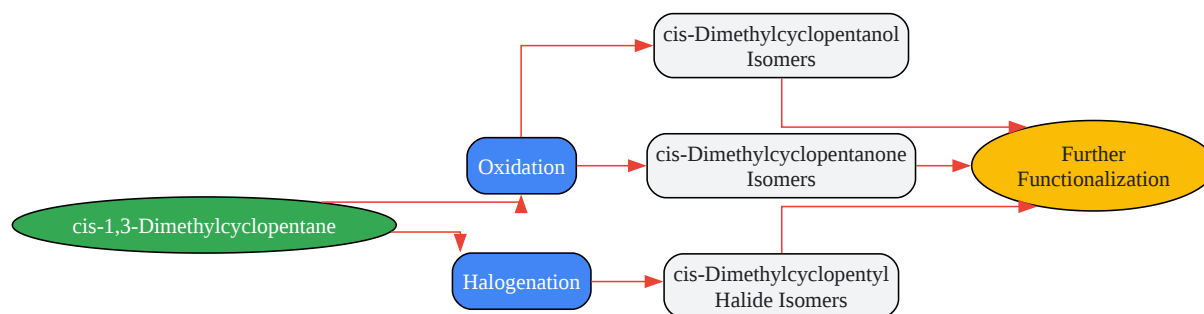 cis-Dimethylcyclopentanol
Isomers
Oxidation
cis-Dimethylcyclopentanone
Isomers
Further
Functionalization
cis-1,3-Dimethylcyclopentane
Halogenation
cis-Dimethylcyclopentyl
Halide Isomers